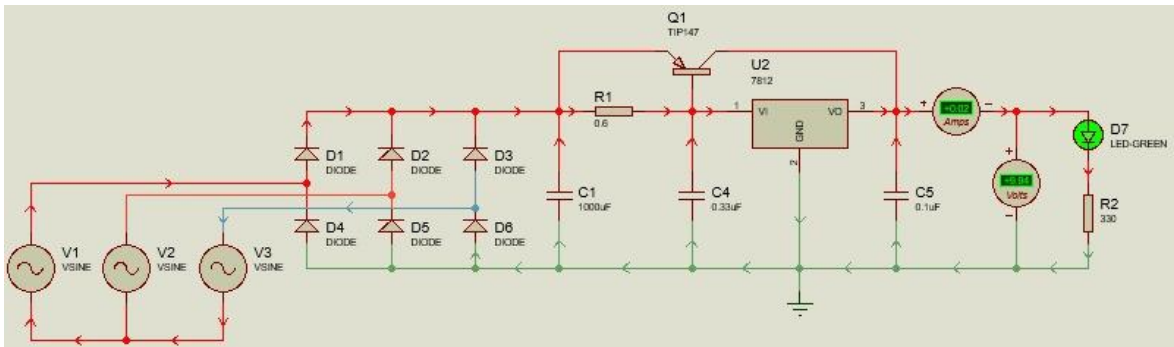 Q1
TIP147
U2
7812
R1
0.6
1
VI
VO
3
GND
2
+
+0.02
Amps
-
D7
LED-GREEN
+
+9.94
Volts
-
D1
DIODE
D2
DIODE
D3
DIODE
C1
1000uF
C4
0.33uF
C5
0.1uF
R2
330
D4
DIODE
D5
DIODE
D6
DIODE
V1
VSINE
V2
VSINE
V3
VSINE